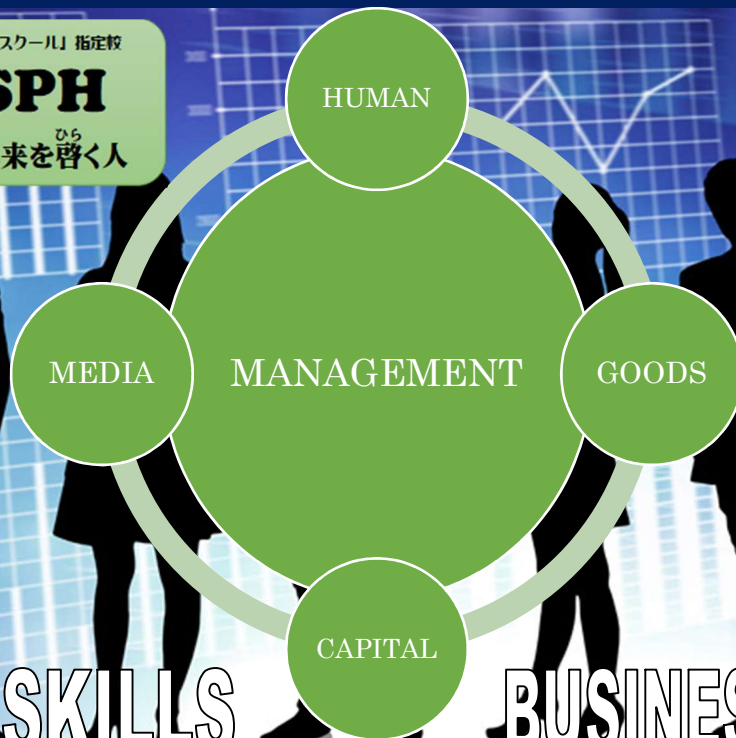 スクール」指定校
SPH
ひら
来を啓く人
HUMAN
MEDIA
MANAGEMENT
GOODS
CAPITAL
SKILLS
BUSINES